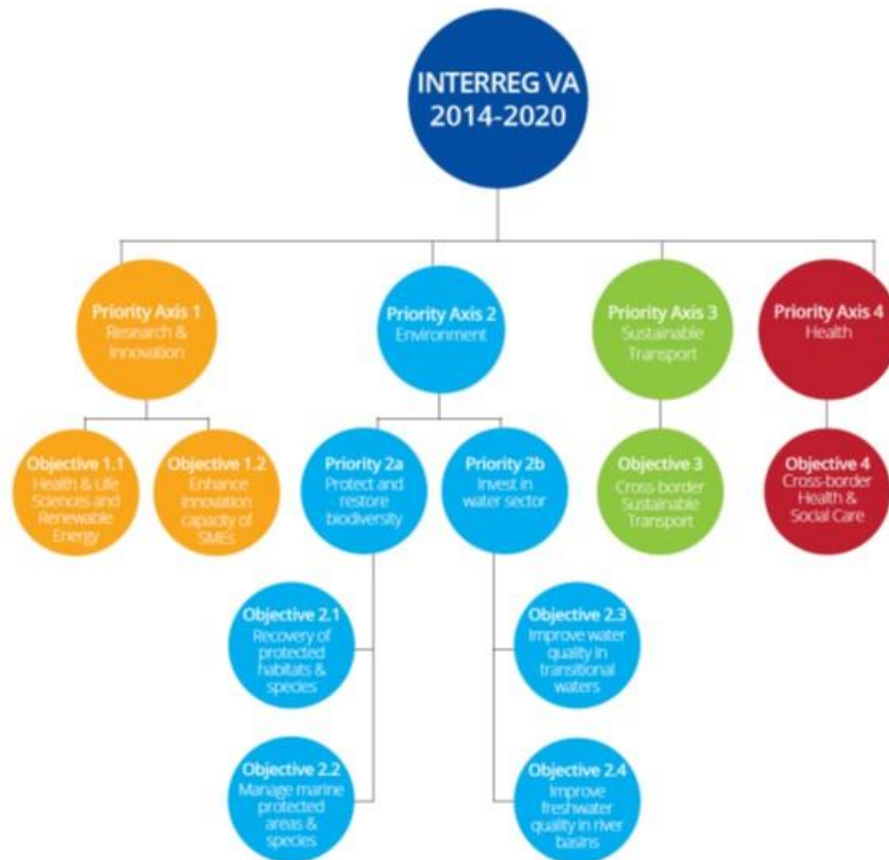 INTERREG VA
2014-2020
Priority Axis 1
Research &
Innovation
Priority Axis 2
Environment
Priority Axis 3
Sustainable
Transport
Priority Axis 4
Health
Objective 1.1
Health & Life
Sciences and
Renewable
Energy
Objective 1.2
Enhance
innovation
capacity of
SMEs
Priority 2a
Protect and
restore
biodiversity
Priority 2b
Invest in
water sector
Objective 3
Cross-border
Sustainable
Transport
Objective 4
Cross-border
Health &
Social Care
Objective 2.1
Recovery of
protected
habitats &
species
Objective 2.3
Improve water
quality in
transitional
waters
Objective 2.2
Manage marine
protected
areas &
species
Objective 2.4
Improve
freshwater
quality in river
basins